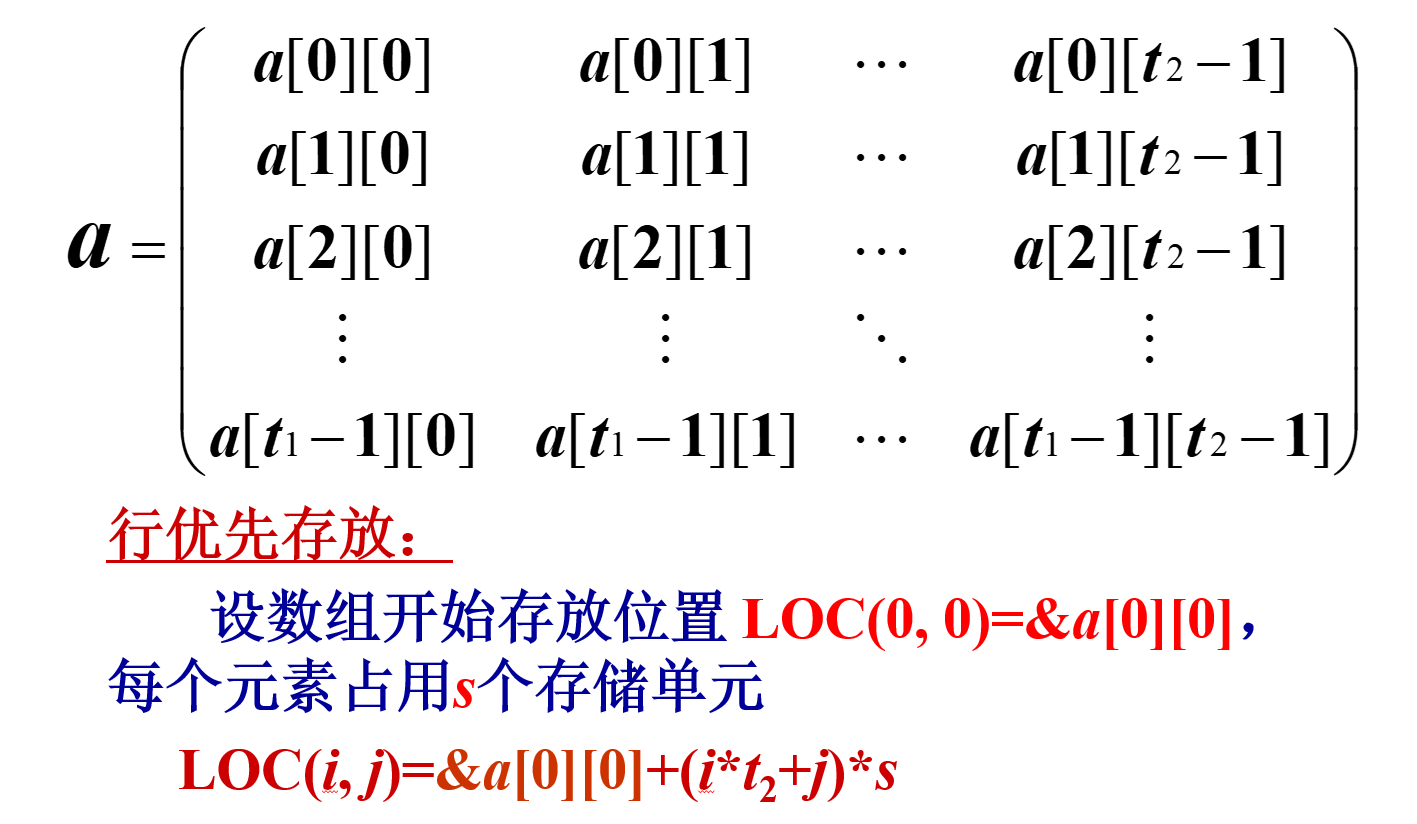 a[0][0] a[0][1] ⋯ a[0][t₂−1]
a[1][0] a[1][1] ⋯ a[1][t₂−1]
a = a[2][0] a[2][1] ⋯ a[2][t₂−1]
⋮ ⋮ ⋱ ⋮
a[t₁−1][0] a[t₁−1][1] ⋯ a[t₁−1][t₂−1]
行优先存放：
设数组开始存放位置 LOC(0, 0)=&a[0][0]，
每个元素占用s个存储单元
LOC(i, j)=&a[0][0]+(i*t₂+j)*s